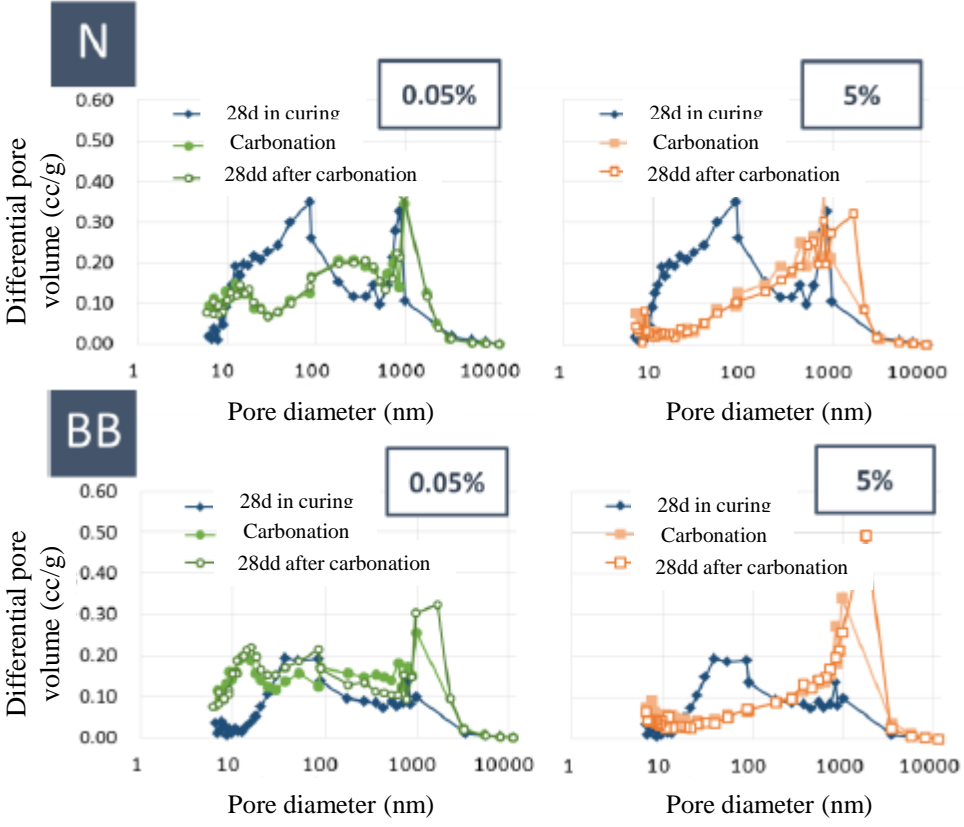 N
0.05%
5%
0.60
0.50
0.40
0.30
0.20
0.10
0.00
Differential pore
volume (cc/g)
28d in curing
Carbonation
28dd after carbonation
28d in curing
Carbonation
28dd after carbonation
1 10 100 1000 10000
1 10 100 1000 10000
Pore diameter (nm)
Pore diameter (nm)
BB
0.05%
5%
0.60
0.50
0.40
0.30
0.20
0.10
0.00
Differential pore
volume (cc/g)
28d in curing
Carbonation
28dd after carbonation
28d in curing
Carbonation
28dd after carbonation
1 10 100 1000 10000
1 10 100 1000 10000
Pore diameter (nm)
Pore diameter (nm)